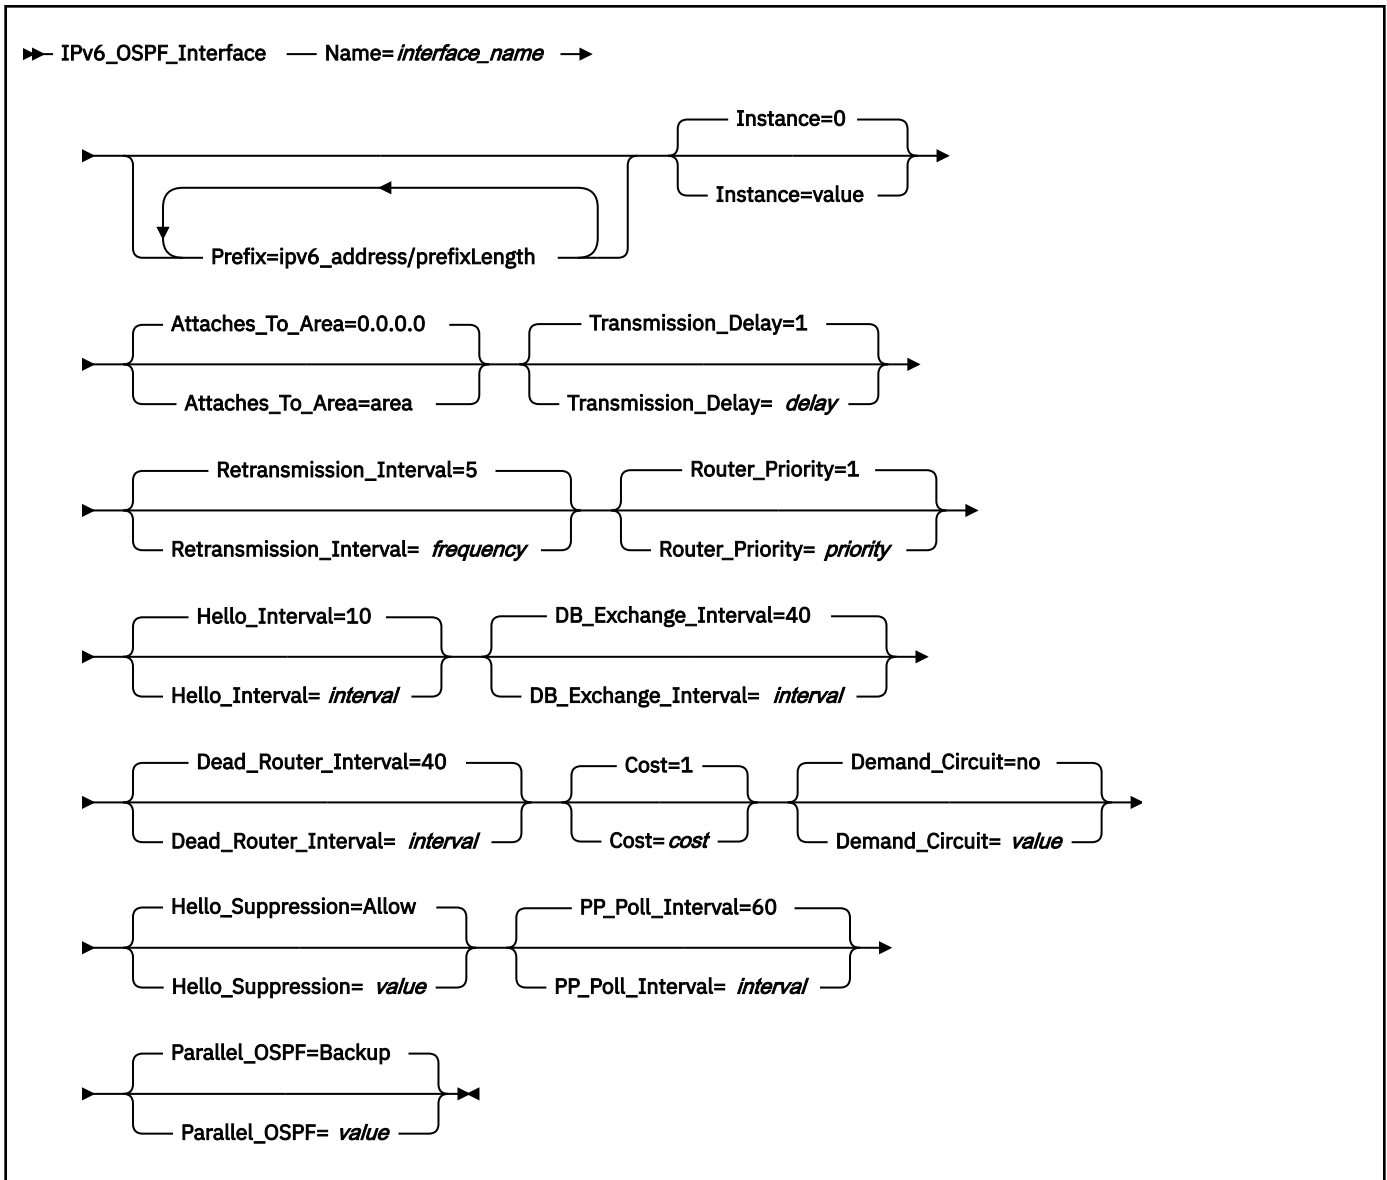 IPv6_OSPF_Interface Name=interface_name
Instance=0
Instance=value
Prefix=ipv6_address/prefixLength
Attaches_To_Area=0.0.0.0 Transmission_Delay=1
Attaches_To_Area=area Transmission_Delay= delay
Retransmission_Interval=5 Router_Priority=1
Retransmission_Interval= frequency Router_Priority= priority
Hello_Interval=10 DB_Exchange_Interval=40
Hello_Interval= interval DB_Exchange_Interval= interval
Dead_Router_Interval=40 Cost=1 Demand_Circuit=no
Dead_Router_Interval= interval Cost=cost Demand_Circuit= value
Hello_Suppression=Allow PP_Poll_Interval=60
Hello_Suppression= value PP_Poll_Interval= interval
Parallel_OSPF=Backup
Parallel_OSPF= value